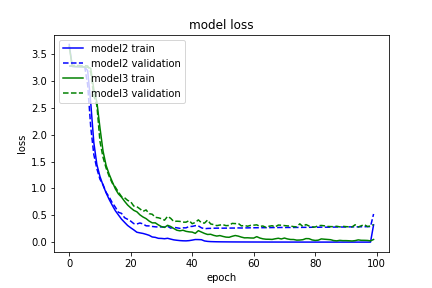 model loss
model2 train
model2 validation
model3 train
model3 validation
loss
3.5
3.0
2.5
2.0
1.5
1.0
0.5
0.0
0
20
40
60
80
100
epoch